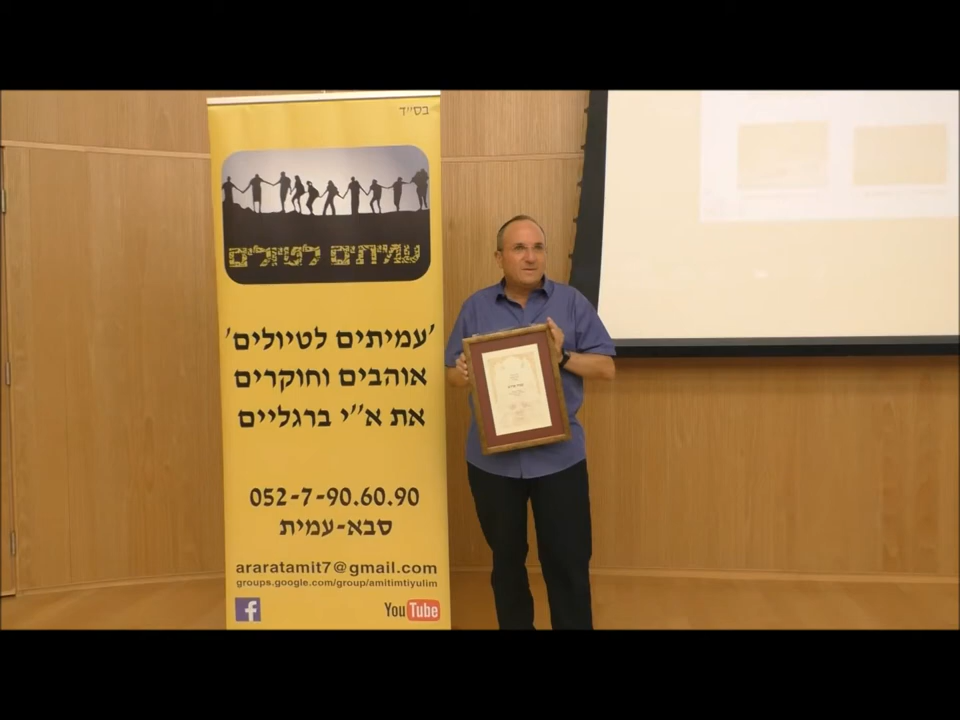 בס״ד
עמיתים לטיולים
'עמיתים לטיולים'
אוהבים וחוקרים
את א״י ברגליים
052-7-90.60.90
סבא-עמית
araratamit7@gmail.com
groups.google.com/group/amitimtiyulim
f
YouTube